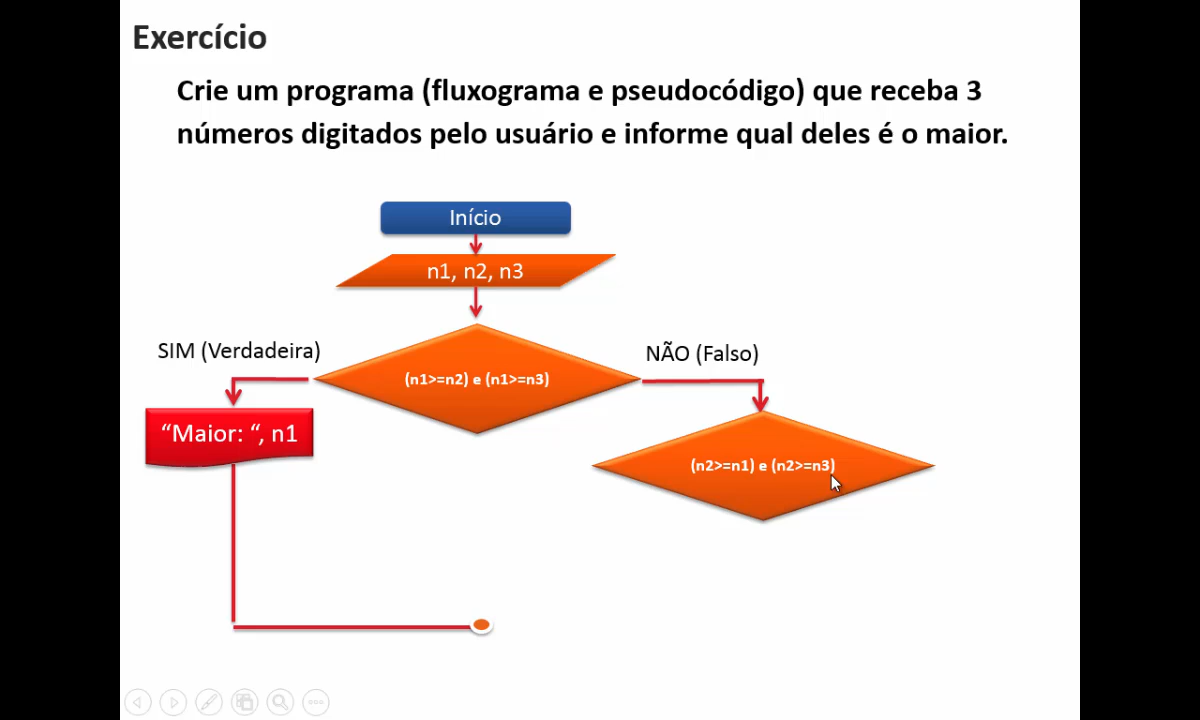 Exercício
Crie um programa (fluxograma e pseudocódigo) que receba 3
números digitados pelo usuário e informe qual deles é o maior.
Início
n1, n2, n3
SIM (Verdadeira)
(n1>=n2) e (n1>=n3)
NÃO (Falso)
“Maior: “, n1
(n2>=n1) e (n2>=n3)